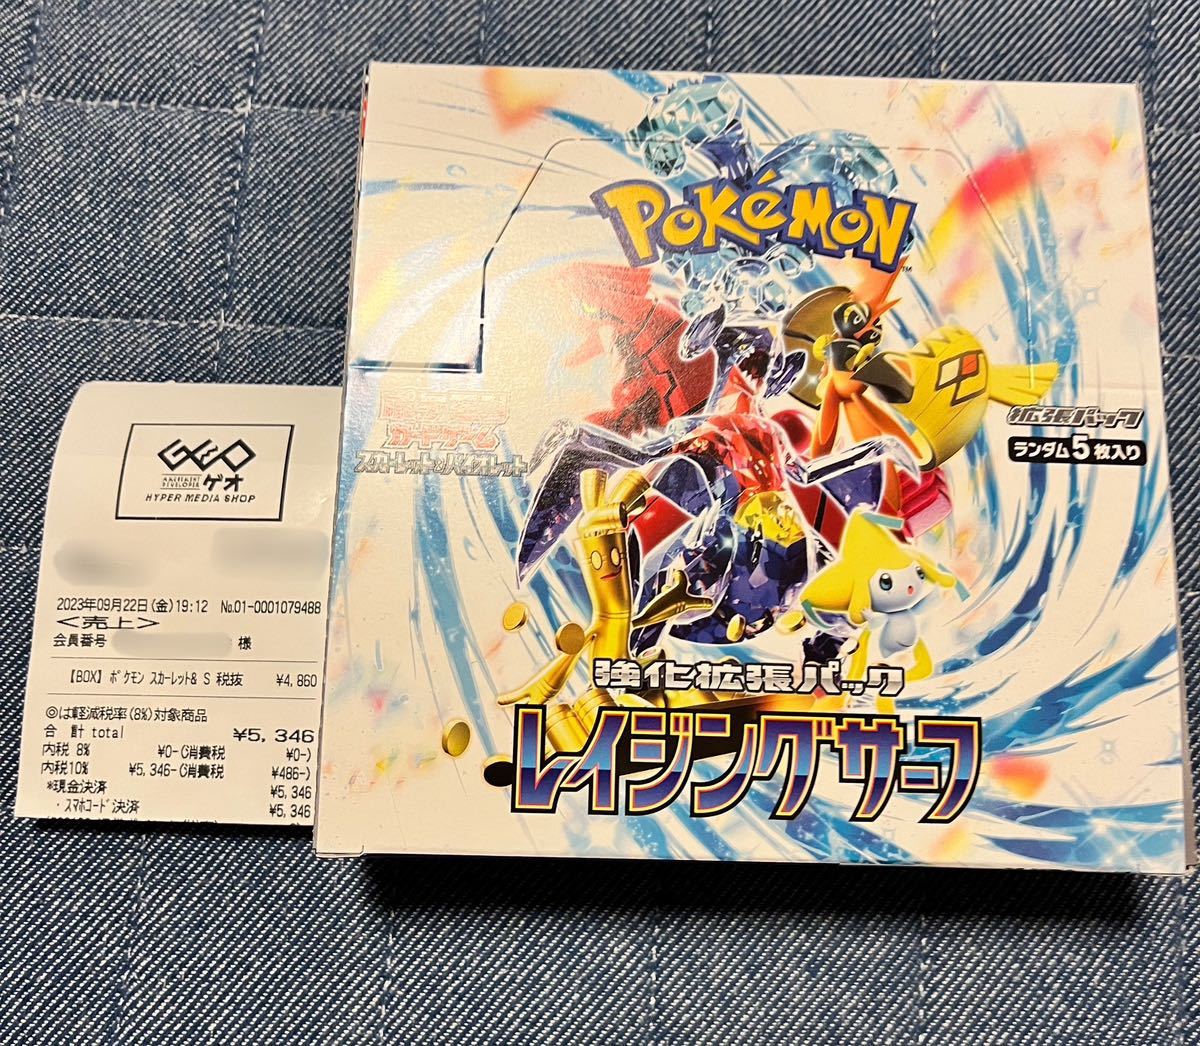 GEO
ゲオ
HYPER MEDIA SHOP
2023年09月22日(金)19:12 №01-0001079488
<売上>
会員番号 様
【BOX】ポケモン スカーレット& S 税抜 ¥4,860
◎は軽減税率(8%)対象商品
合 計 total ¥5,346
内税 8% ¥0-(消費税 ¥0-)
内税10% ¥5,346-(消費税 ¥486-)
*現金決済 ¥5,346
・スマホコード決済 ¥5,346
POKéMON
TM
カードゲーム
スカーレット&バイオレット
拡張パック
ランダム5枚入り
強化拡張パック
レイジングサーフ